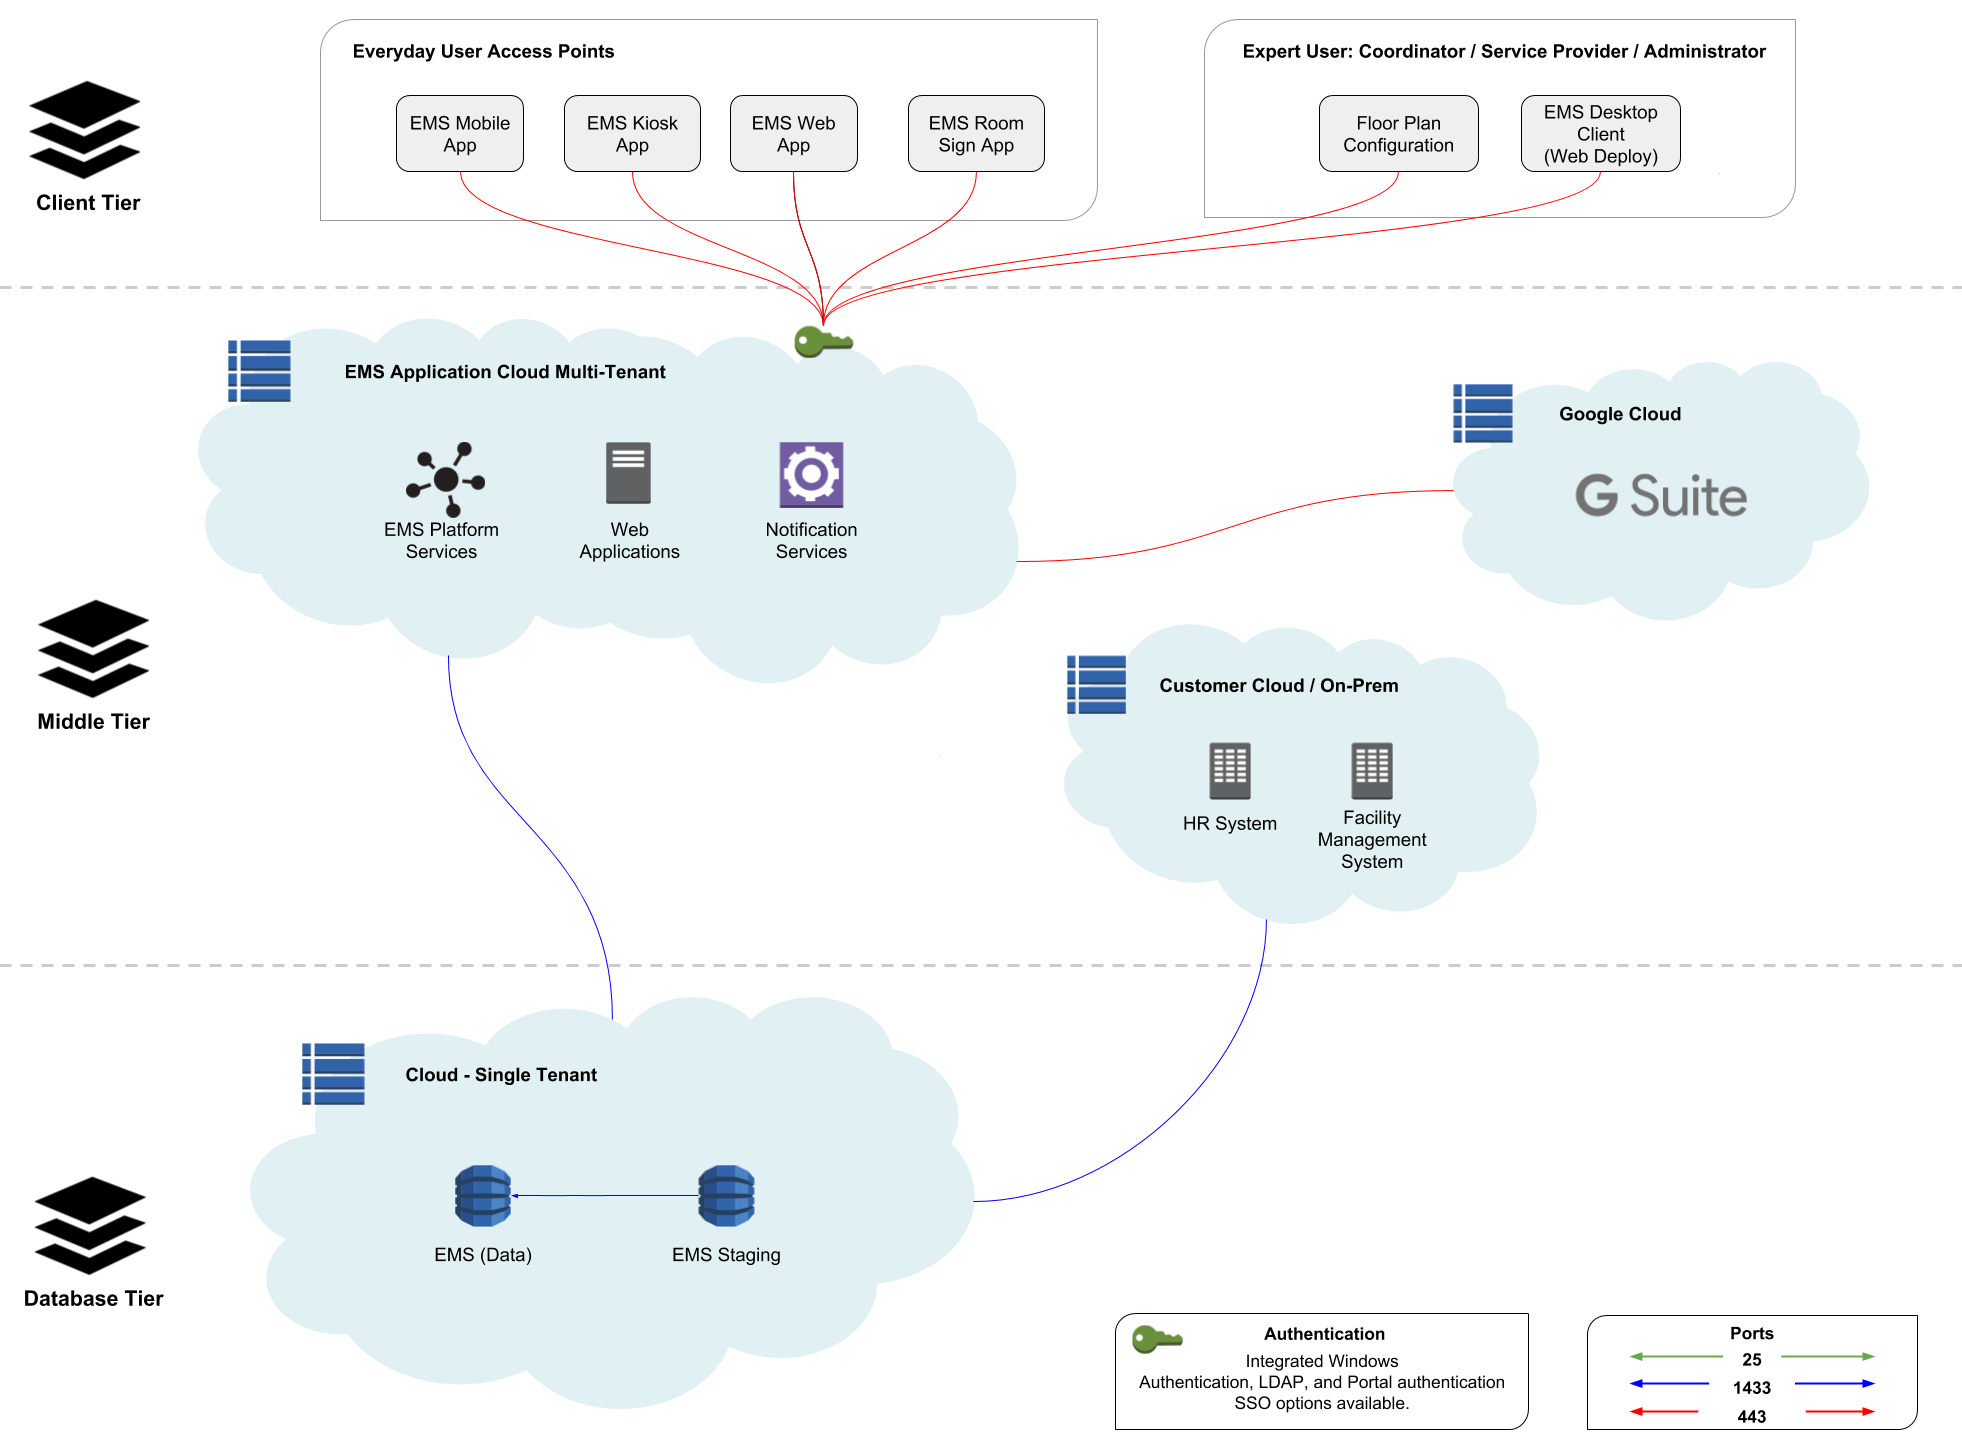 Everyday User Access Points
EMS Mobile
App
EMS Kiosk
App
EMS Web
App
EMS Room
Sign App
Expert User: Coordinator / Service Provider / Administrator
Floor Plan
Configuration
EMS Desktop
Client
(Web Deploy)
Client Tier
EMS Application Cloud Multi-Tenant
EMS Platform
Services
Web
Applications
Notification
Services
Google Cloud
G Suite
Middle Tier
Customer Cloud / On-Prem
HR System
Facility
Management
System
Cloud - Single Tenant
EMS (Data)
EMS Staging
Database Tier
Authentication
Integrated Windows
Authentication, LDAP, and Portal authentication
SSO options available.
Ports
25
1433
443